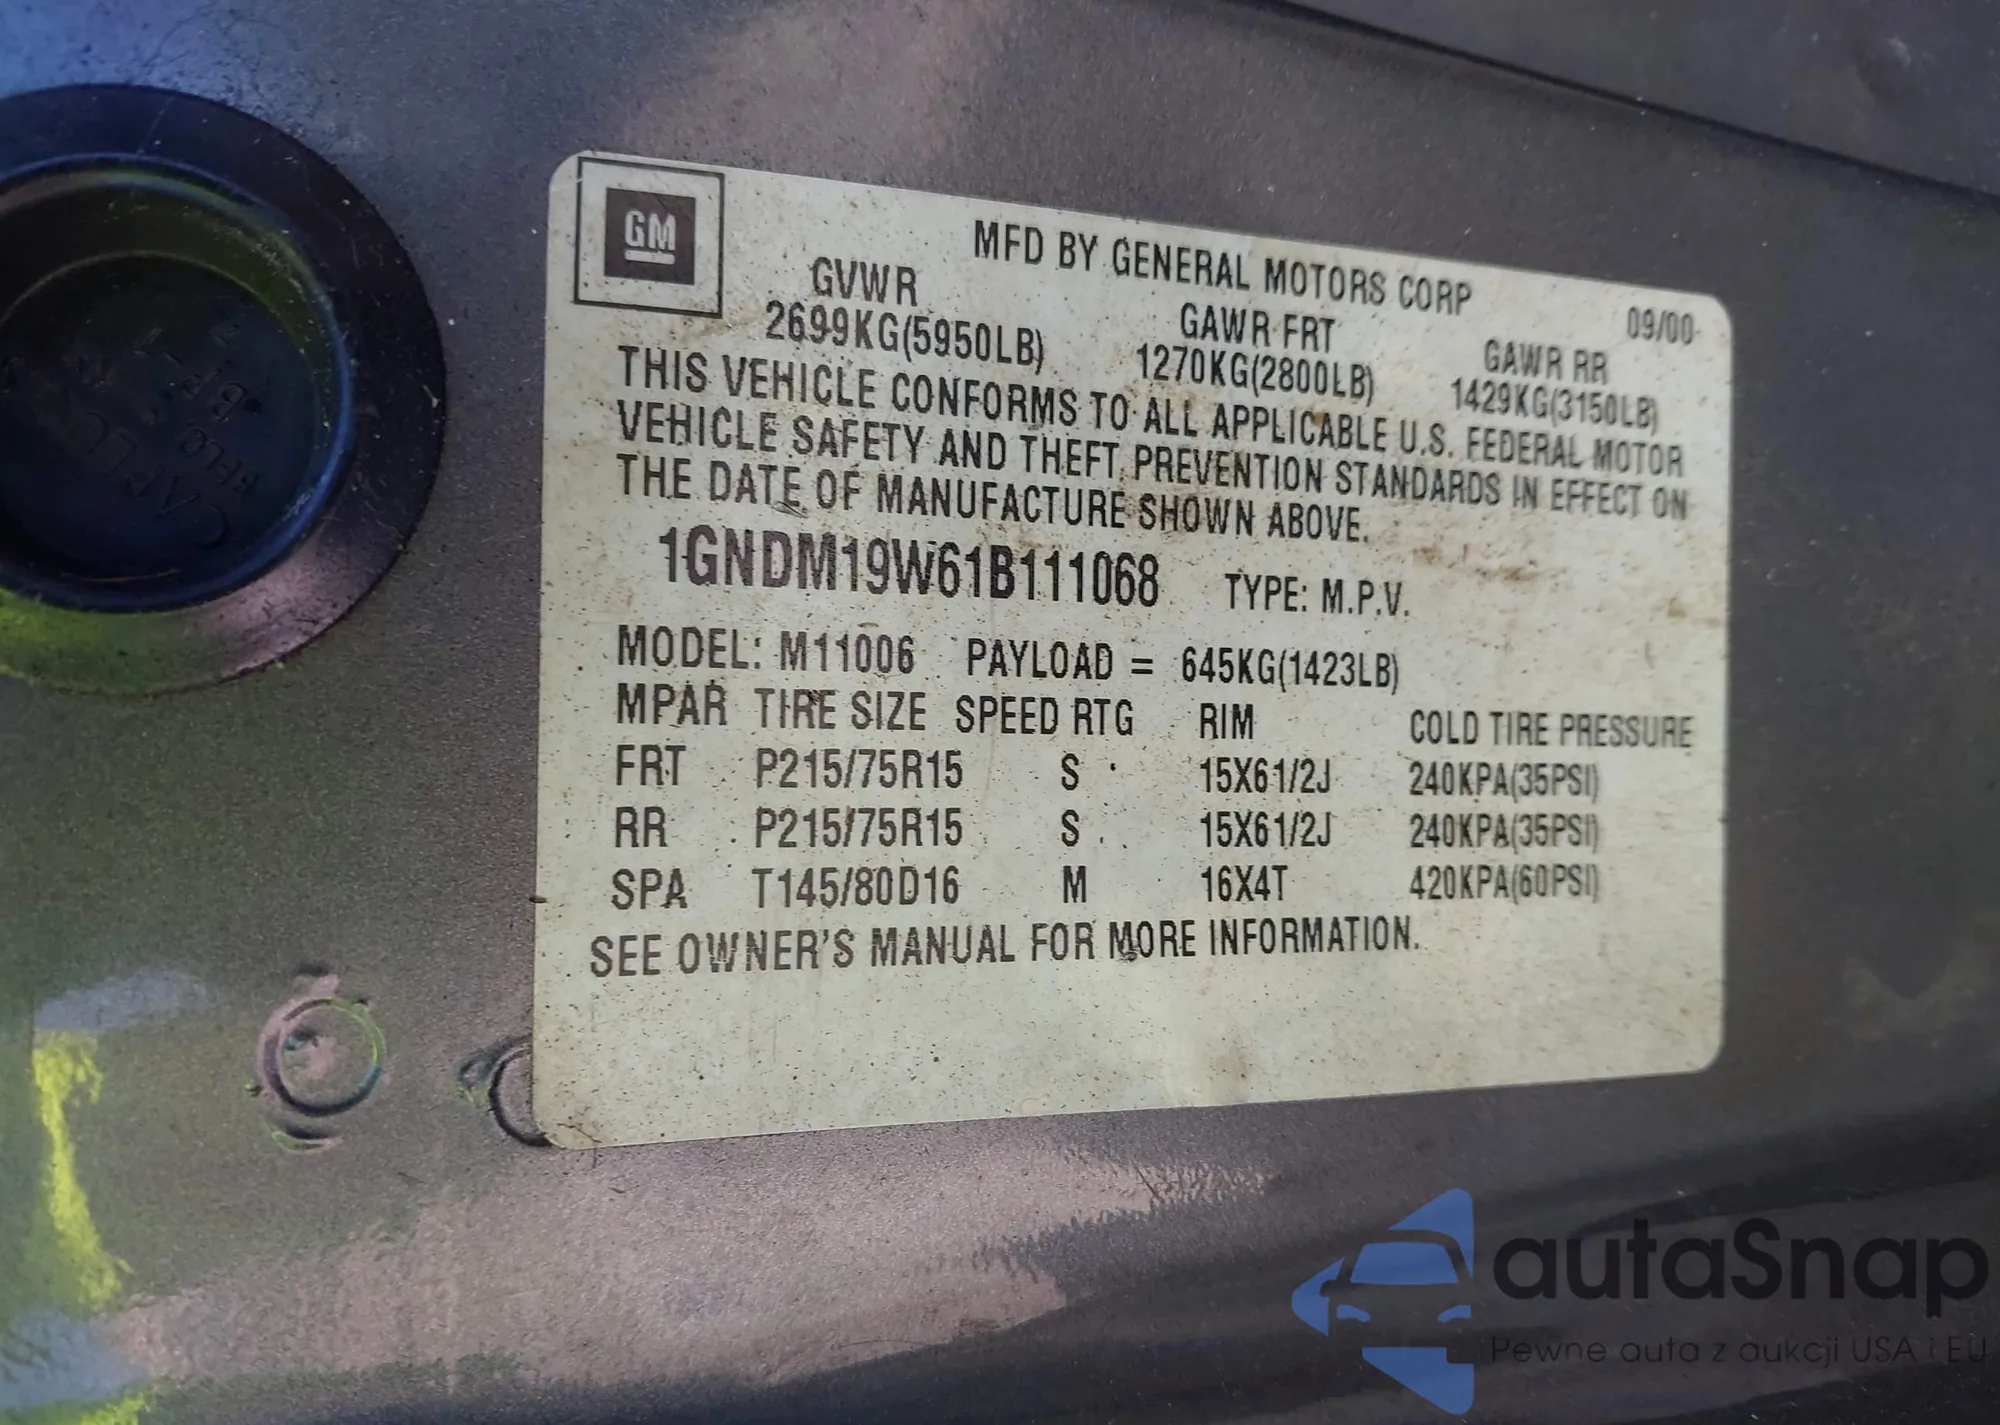 GM
MFD BY GENERAL MOTORS CORP 09/00
GVWR GAWR FRT GAWR RR
2699KG(5950LB) 1270KG(2800LB) 1429KG(3150LB)
THIS VEHICLE CONFORMS TO ALL APPLICABLE U.S. FEDERAL MOTOR
VEHICLE SAFETY AND THEFT PREVENTION STANDARDS IN EFFECT ON
THE DATE OF MANUFACTURE SHOWN ABOVE.
1GNDM19W61B111068 TYPE: M.P.V.
MODEL: M11006 PAYLOAD = 645KG(1423LB)
MPAR TIRE SIZE SPEED RTG RIM COLD TIRE PRESSURE
FRT P215/75R15 S 15X61/2J 240KPA(35PSI)
RR P215/75R15 S 15X61/2J 240KPA(35PSI)
SPA T145/80D16 M 16X4T 420KPA(60PSI)
SEE OWNER'S MANUAL FOR MORE INFORMATION.
autaSnap
Pewne auta z aukcji USA i EU